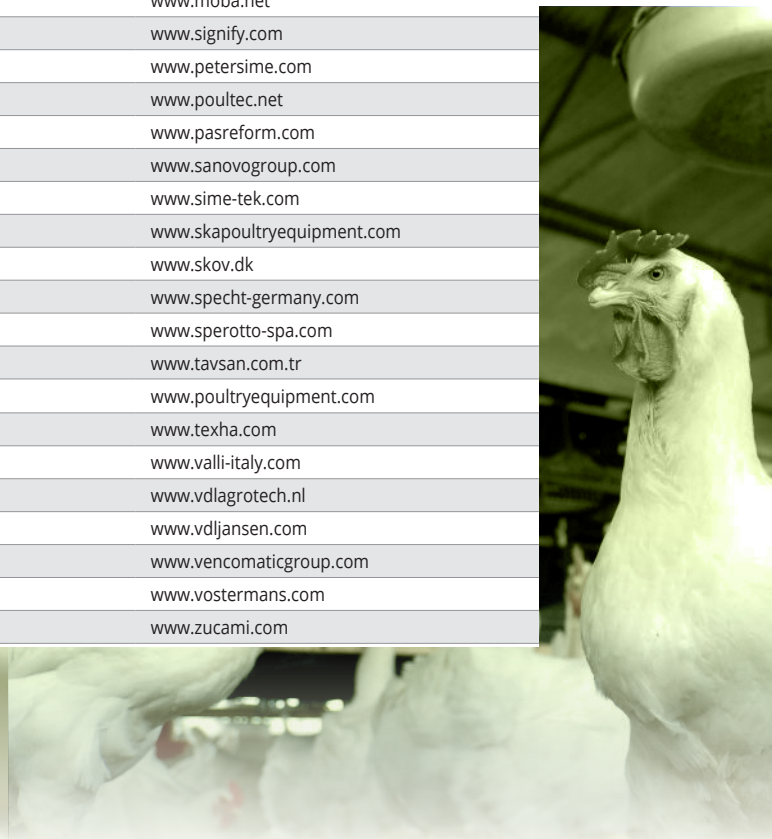 www.moba.net
www.signify.com
www.petersime.com
www.poultec.net
www.pasreform.com
www.sanovogroup.com
www.sime-tek.com
www.skapoultryequipment.com
www.skov.dk
www.specht-germany.com
www.sperotto-spa.com
www.tavsan.com.tr
www.poultryequipment.com
www.texha.com
www.valli-italy.com
www.vdlagrotech.nl
www.vdljansen.com
www.vencomaticgroup.com
www.vostermans.com
www.zucami.com